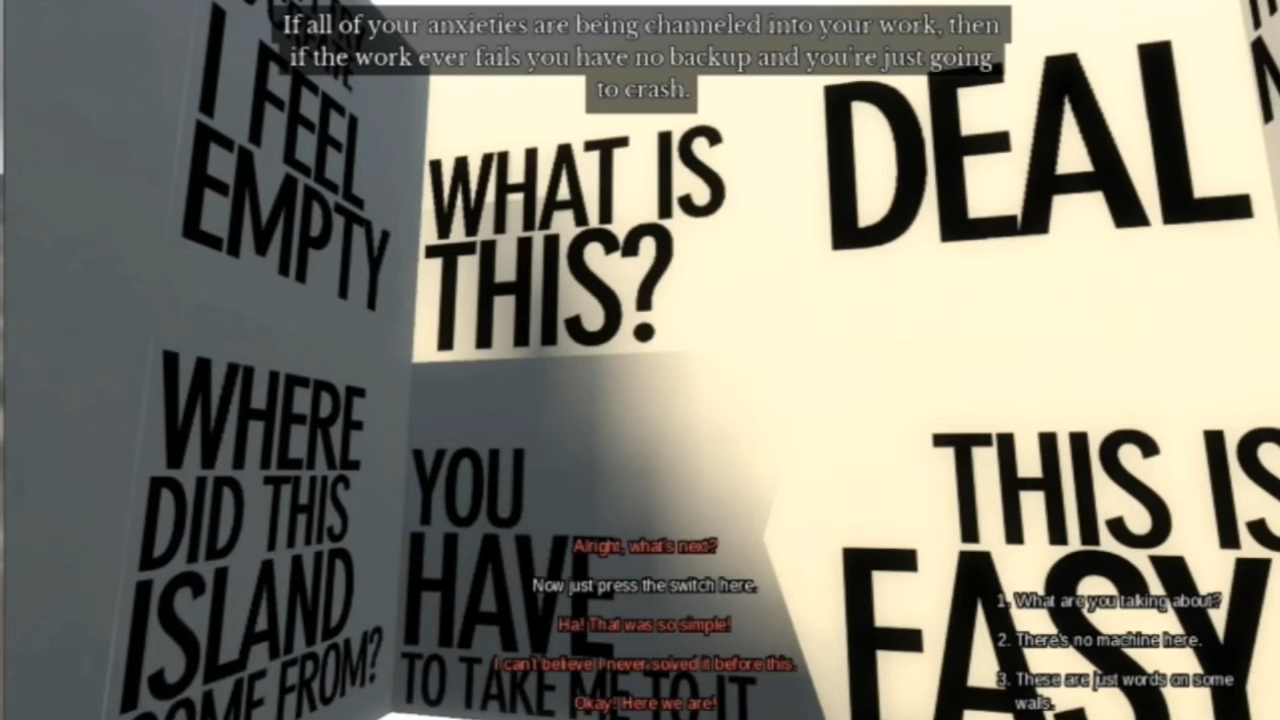 If all of your anxieties are being channeled into your work, then
if the work ever fails you have no backup and you're just going
to crash.
I FEEL
EMPTY
WHAT IS
THIS?
DEAL
WHERE
DID THIS
ISLAND
COME FROM?
YOU
HAVE
TO TAKE ME TO IT
THIS IS
EASY
Alright, what's next?
Now just press the switch here.
Ha! That was so simple!
I can't believe I never solved it before this.
Okay! Here we are!
1. What are you talking about?
2. There's no machine here.
3. These are just words on some
walls.